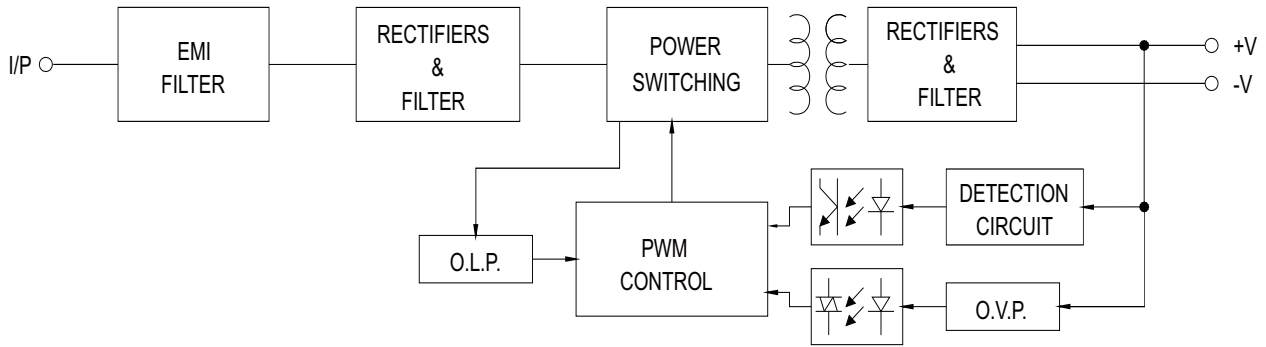 I/P
EMI
FILTER
RECTIFIERS
&
FILTER
POWER
SWITCHING
RECTIFIERS
&
FILTER
+V
-V
O.L.P.
PWM
CONTROL
DETECTION
CIRCUIT
O.V.P.